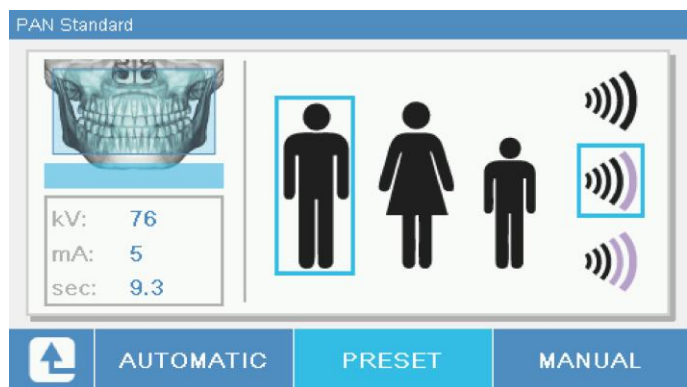 PAN Standard
kV: 76
mA: 5
sec: 9.3
AUTOMATIC PRESET MANUAL